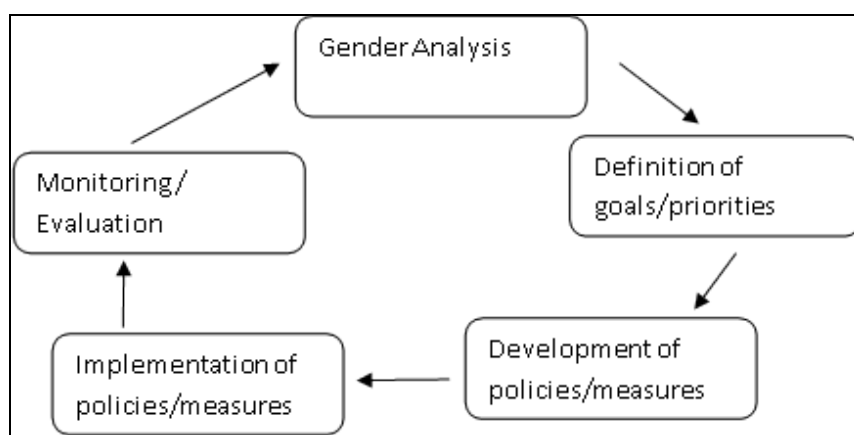 Gender Analysis
Definition of
goals/priorities
Development of
policies/measures
Implementation of
policies/measures
Monitoring/
Evaluation